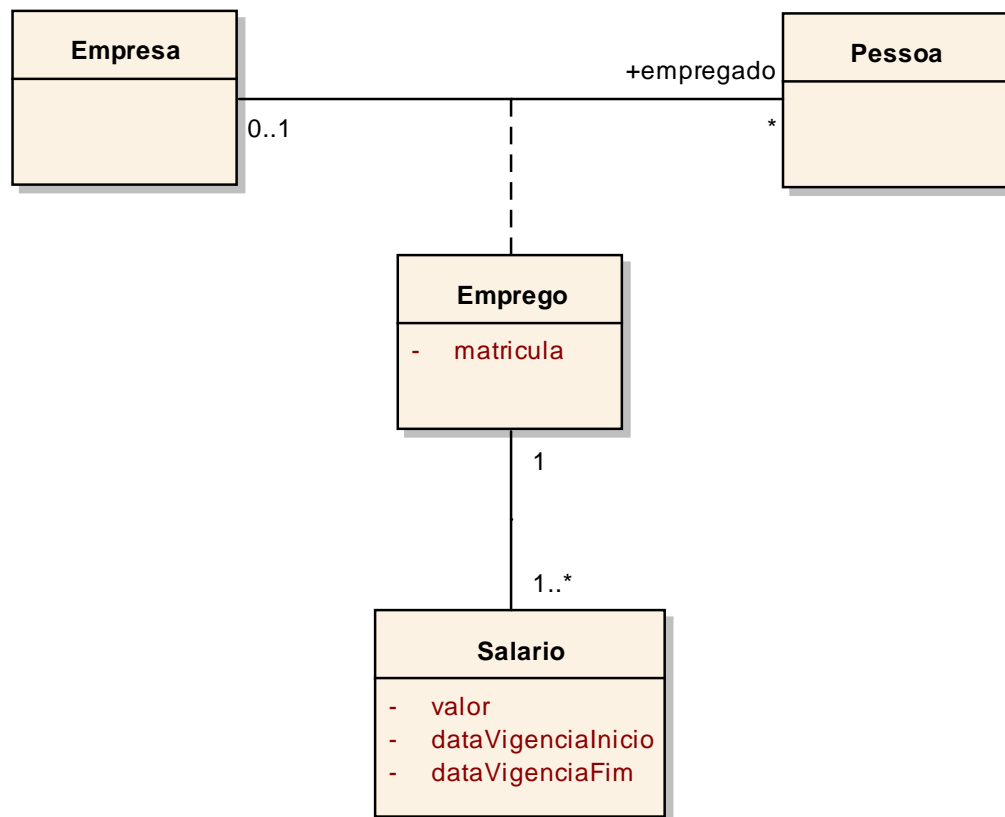 Empresa
Pessoa
+empregado
0..1
*
Emprego
- matricula
1
1..*
Salario
- valor
- dataVigenciaInicio
- dataVigenciaFim